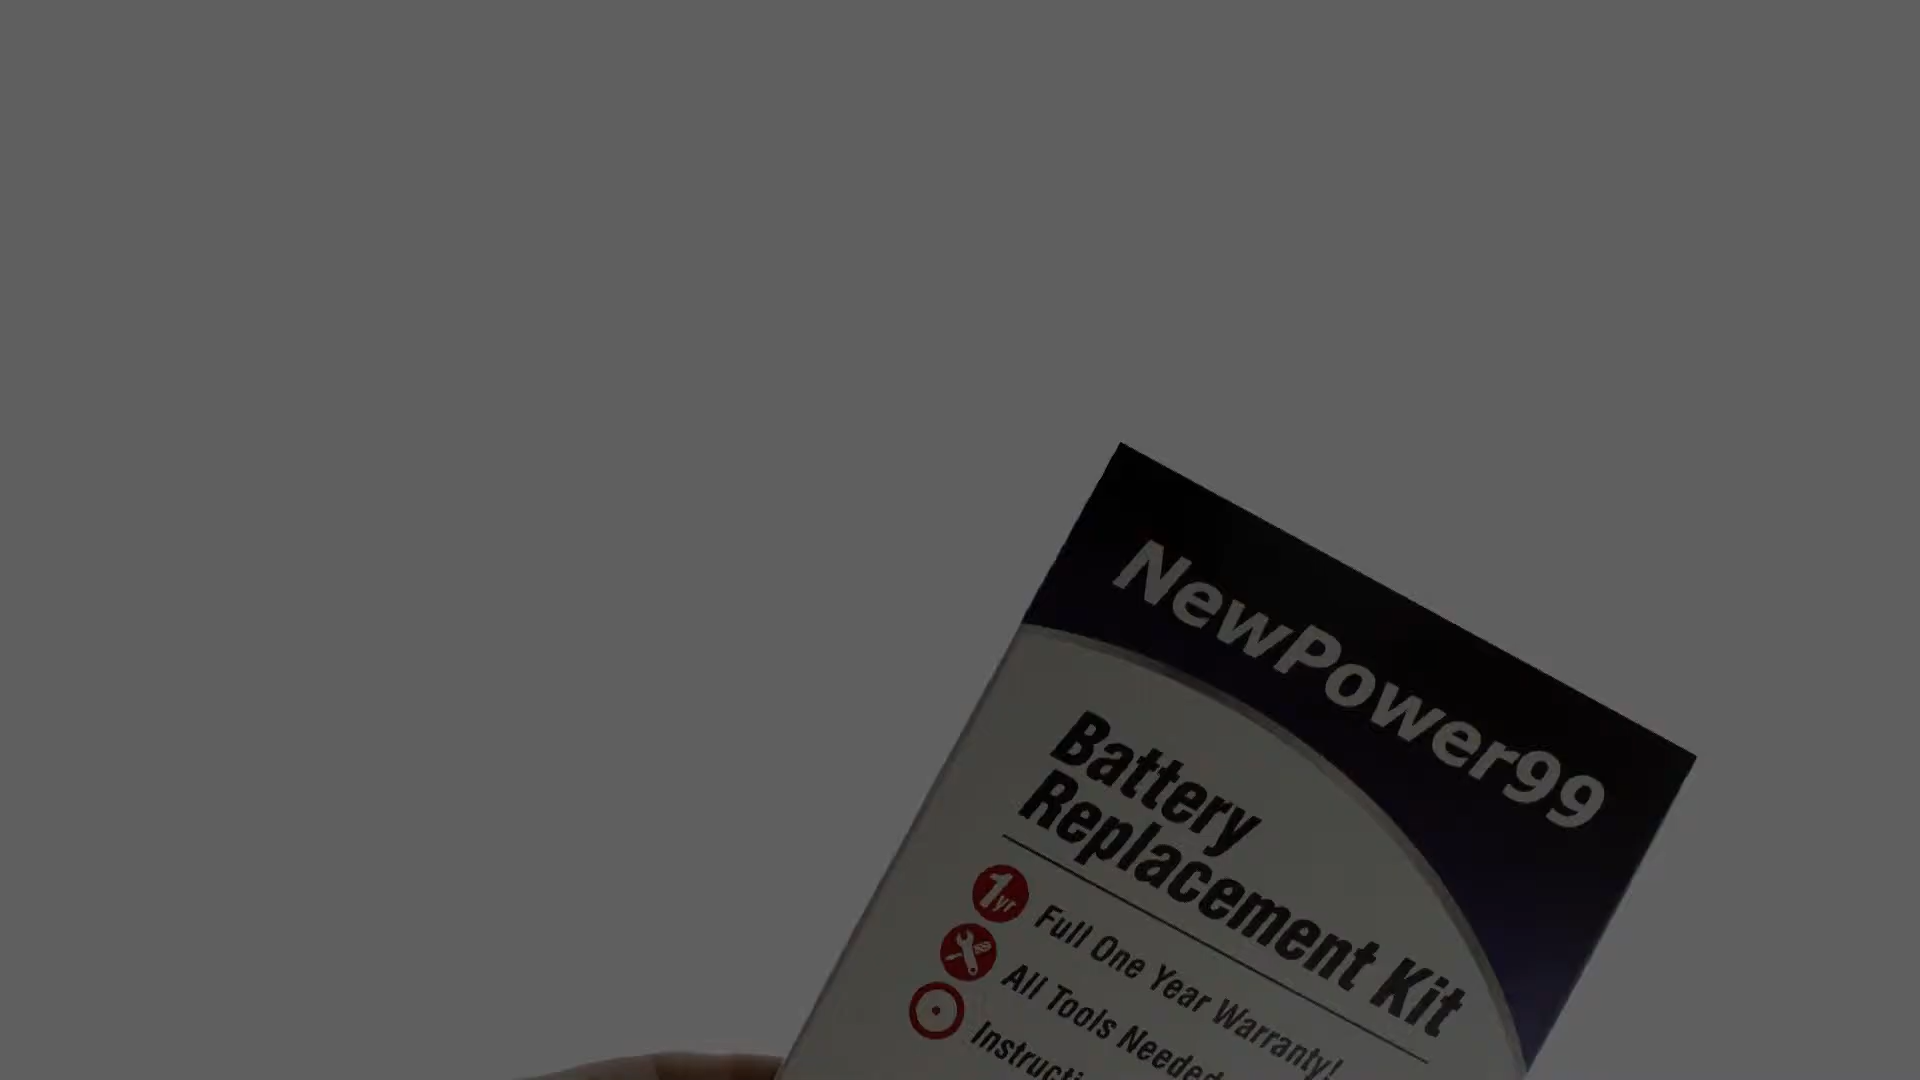 NewPower99
Battery
Replacement Kit
1yr Full One Year Warranty!
All Tools Needed